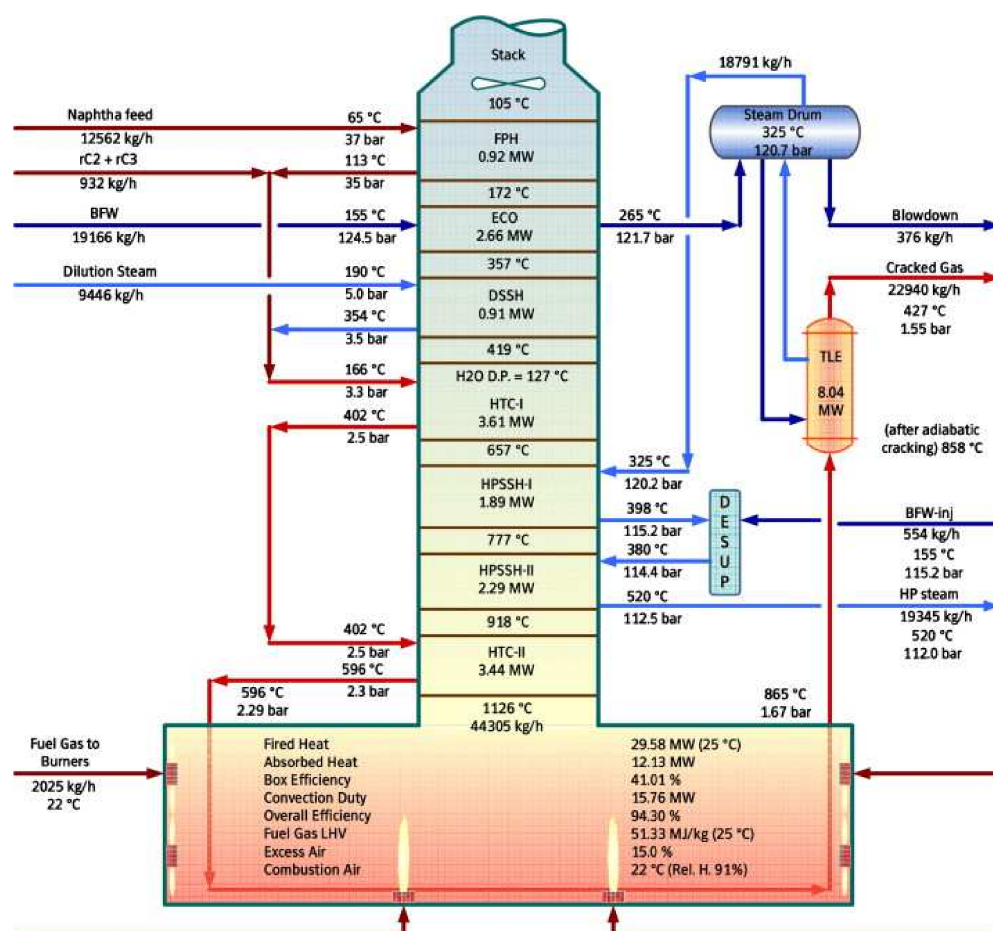 Stack
105 °C
FPH
0.92 MW
172 °C
ECO
2.66 MW
357 °C
DSSH
0.91 MW
419 °C
H2O D.P. = 127 °C
HTC-I
3.61 MW
657 °C
HPSSH-I
1.89 MW
777 °C
HPSSH-II
2.29 MW
918 °C
HTC-II
3.44 MW
1126 °C
44305 kg/h
Naphtha feed
12562 kg/h
65 °C
37 bar
rC2 + rC3
932 kg/h
113 °C
35 bar
BFW
19166 kg/h
155 °C
124.5 bar
Dilution Steam
9446 kg/h
190 °C
5.0 bar
354 °C
3.5 bar
166 °C
3.3 bar
402 °C
2.5 bar
402 °C
2.5 bar
596 °C
2.3 bar
596 °C
2.29 bar
18791 kg/h
Steam Drum
325 °C
120.7 bar
265 °C
121.7 bar
Blowdown
376 kg/h
Cracked Gas
22940 kg/h
427 °C
1.55 bar
TLE
8.04
MW
(after adiabatic
cracking) 858 °C
325 °C
120.2 bar
398 °C
115.2 bar
380 °C
114.4 bar
D
E
S
U
P
BFW-inj
554 kg/h
155 °C
115.2 bar
520 °C
112.5 bar
HP steam
19345 kg/h
520 °C
112.0 bar
865 °C
1.67 bar
Fuel Gas to
Burners
2025 kg/h
22 °C
Fired Heat 29.58 MW (25 °C)
Absorbed Heat 12.13 MW
Box Efficiency 41.01 %
Convection Duty 15.76 MW
Overall Efficiency 94.30 %
Fuel Gas LHV 51.33 MJ/kg (25 °C)
Excess Air 15.0 %
Combustion Air 22 °C (Rel. H. 91%)